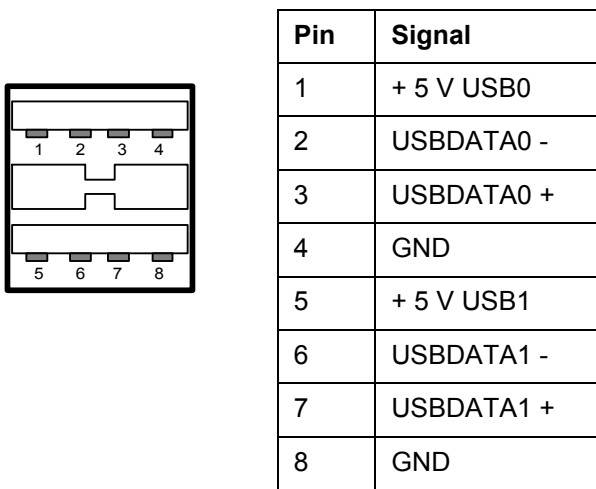 1 2 3 4
5 6 7 8
Pin Signal
1 + 5 V USB0
2 USBDATA0 -
3 USBDATA0 +
4 GND
5 + 5 V USB1
6 USBDATA1 -
7 USBDATA1 +
8 GND